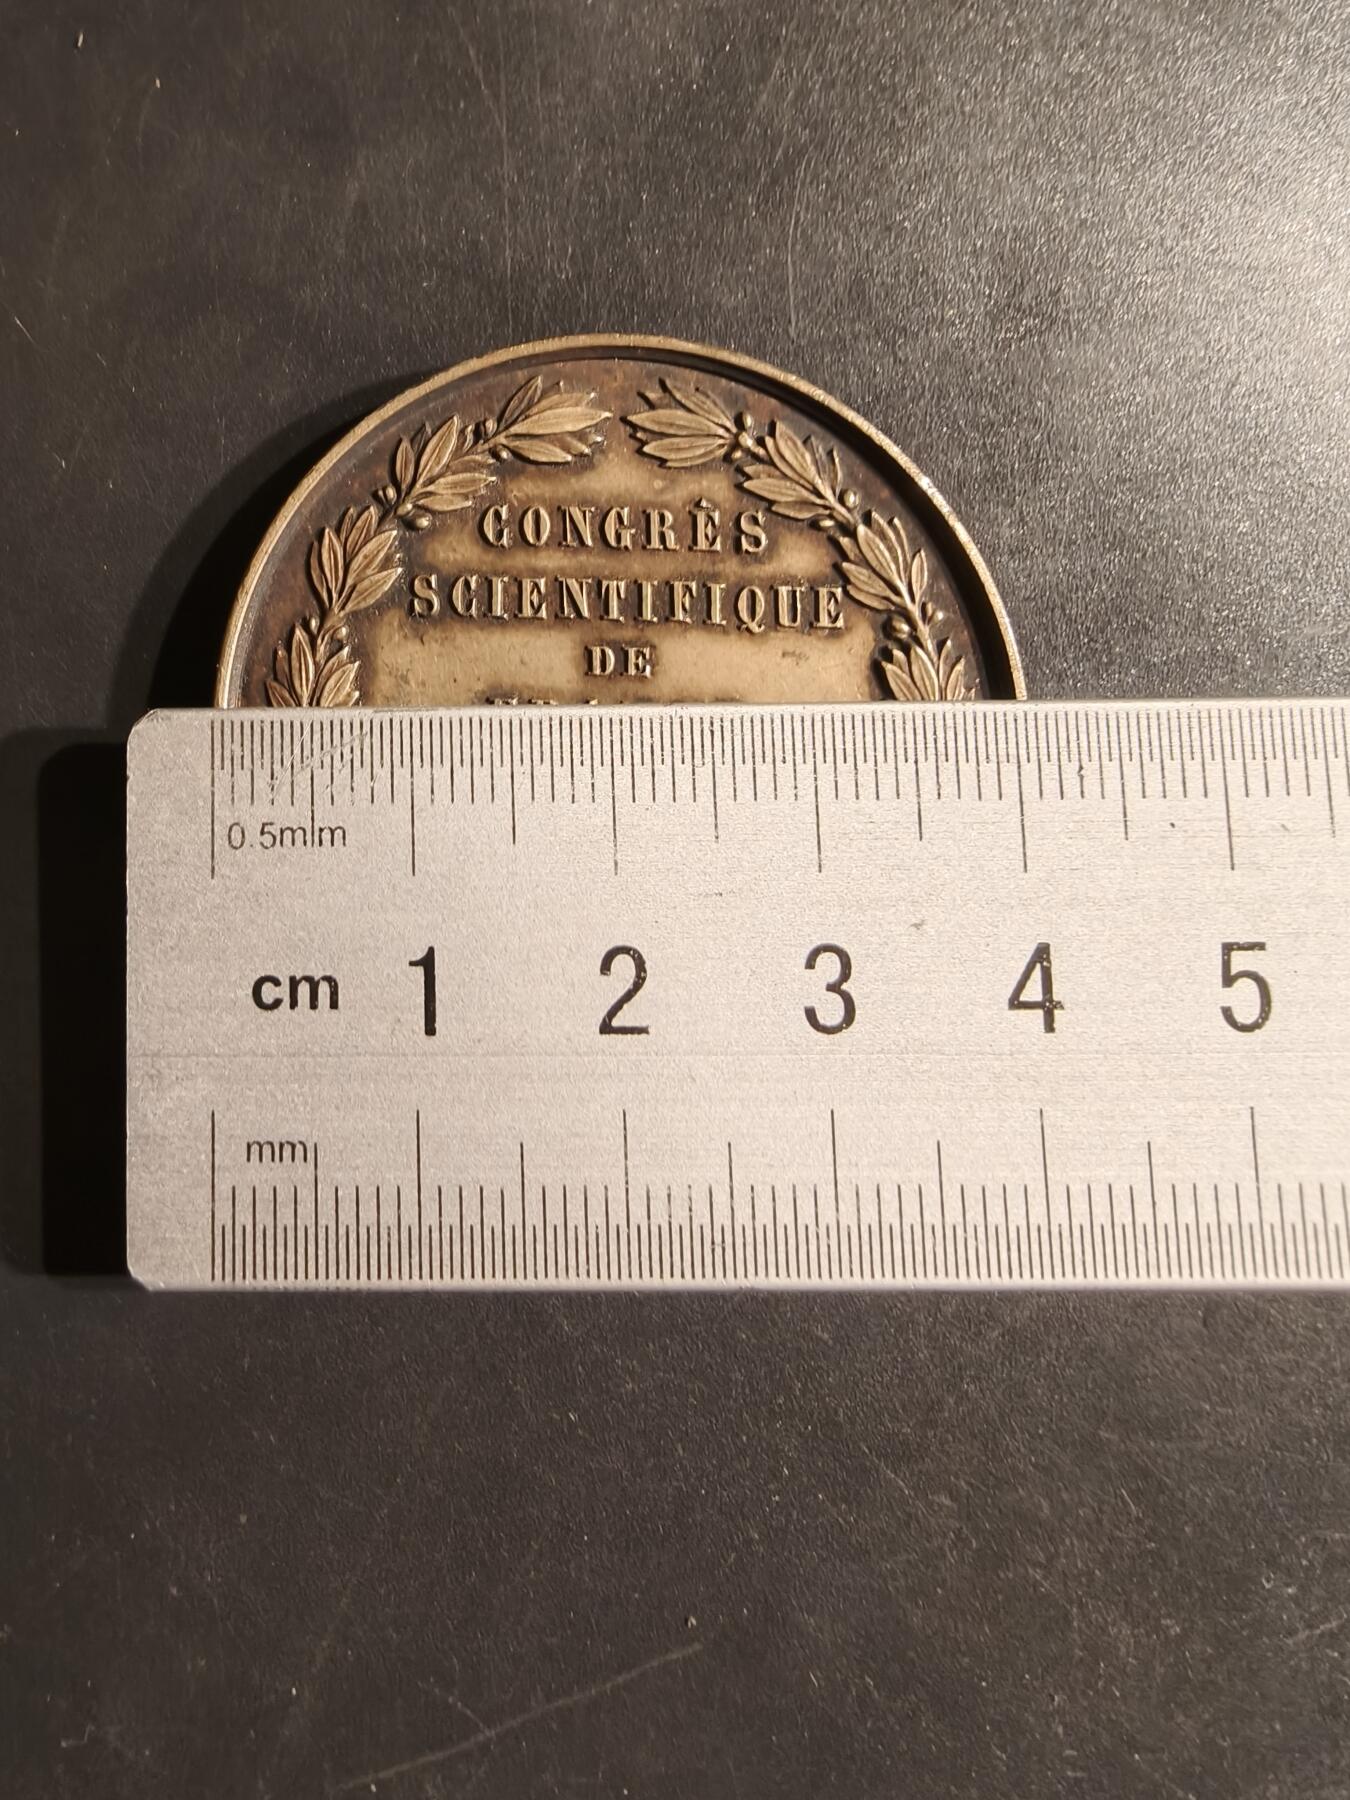 CONGRÈS
SCIENTIFIQUE
DE
0.5mm
cm 1 2 3 4 5
mm